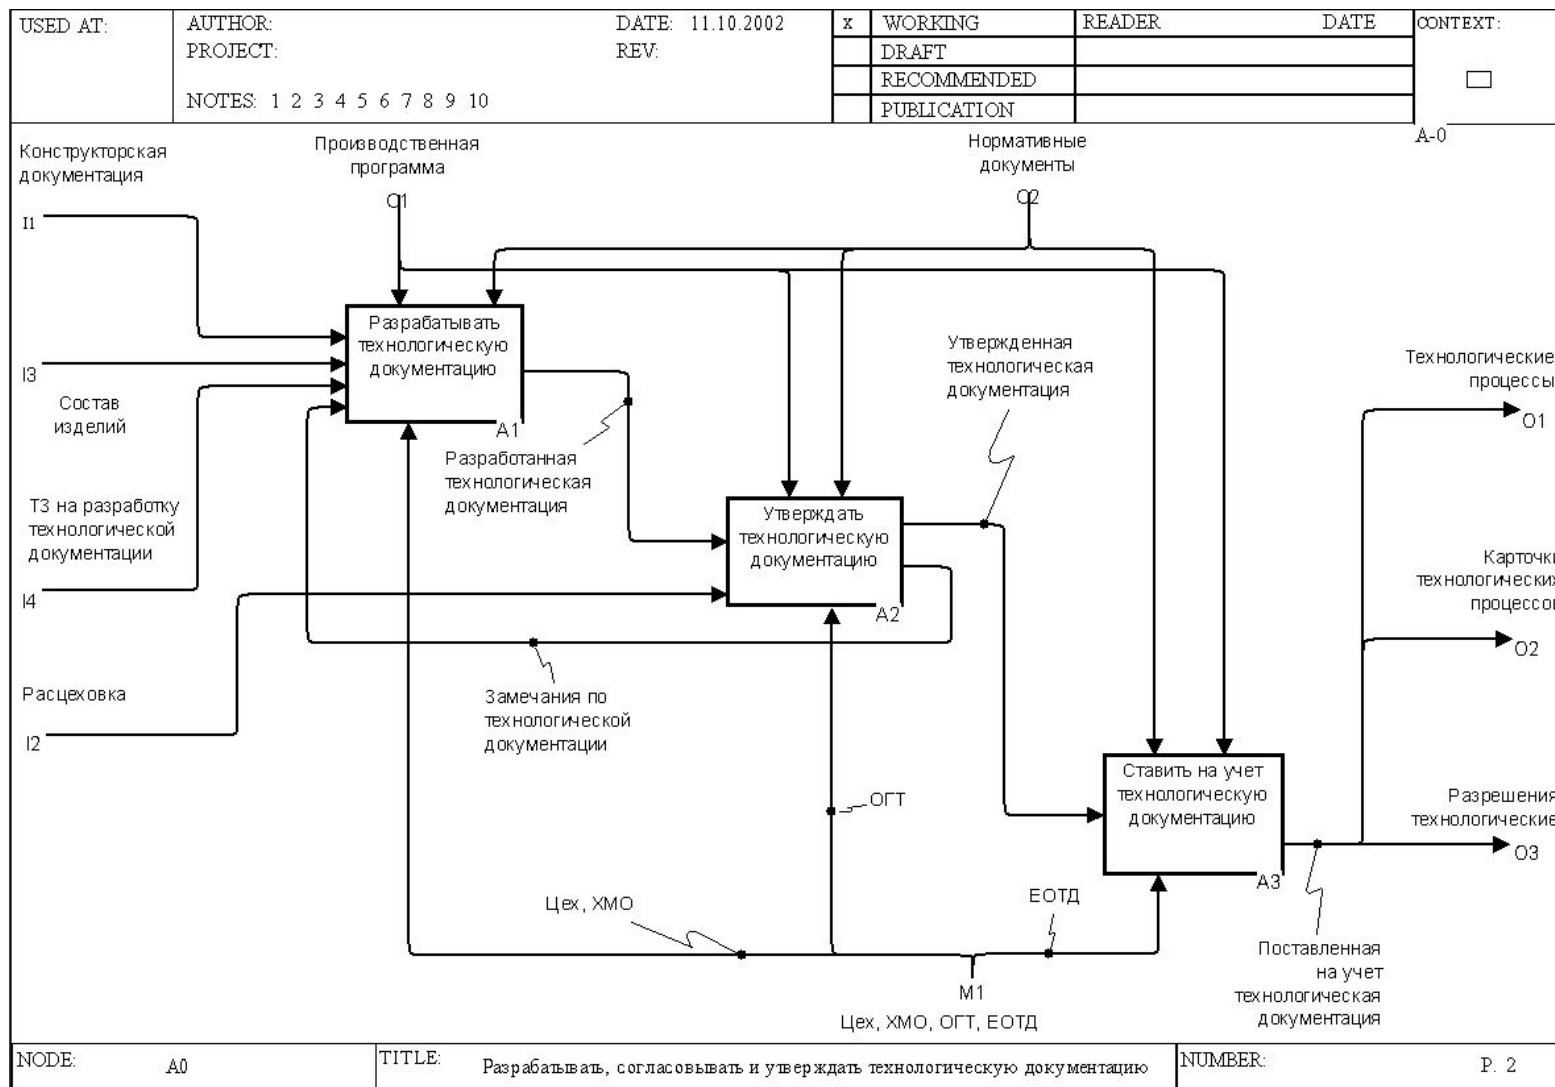 USED AT:
AUTHOR:
DATE: 11.10.2002
PROJECT:
REV:
NOTES: 1 2 3 4 5 6 7 8 9 10
x WORKING
DRAFT
RECOMMENDED
PUBLICATION
READER DATE
CONTEXT:
A-0
Конструкторская
документация
I1
Производственная
программа
C1
Нормативные
документы
C2
Разрабатывать
технологическую
документацию
A1
I3
Состав
изделий
ТЗ на разработку
технологической
документации
I4
Разработанная
технологическая
документация
Утвержденная
технологическая
документация
Технологические
процессы
O1
Утверждать
технологическую
документацию
A2
Карточки
технологических
процессов
O2
Расцеховка
I2
Замечания по
технологической
документации
ОГТ
Ставить на учет
технологическую
документацию
A3
Разрешения
технологические
O3
Цех, ХМО
ЕОТД
M1
Цех, ХМО, ОГТ, ЕОТД
Поставленная
на учет
технологическая
документация
NODE: A0
TITLE: Разрабатывать, согласовывать и утверждать технологическую документацию
NUMBER: P. 2